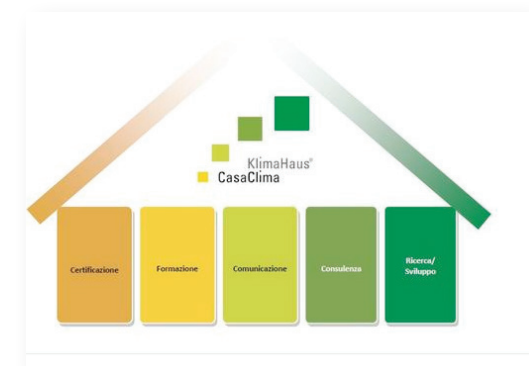 KlimaHaus®
CasaClima
Certificazione
Formazione
Comunicazione
Consulenza
Ricerca/
Sviluppo